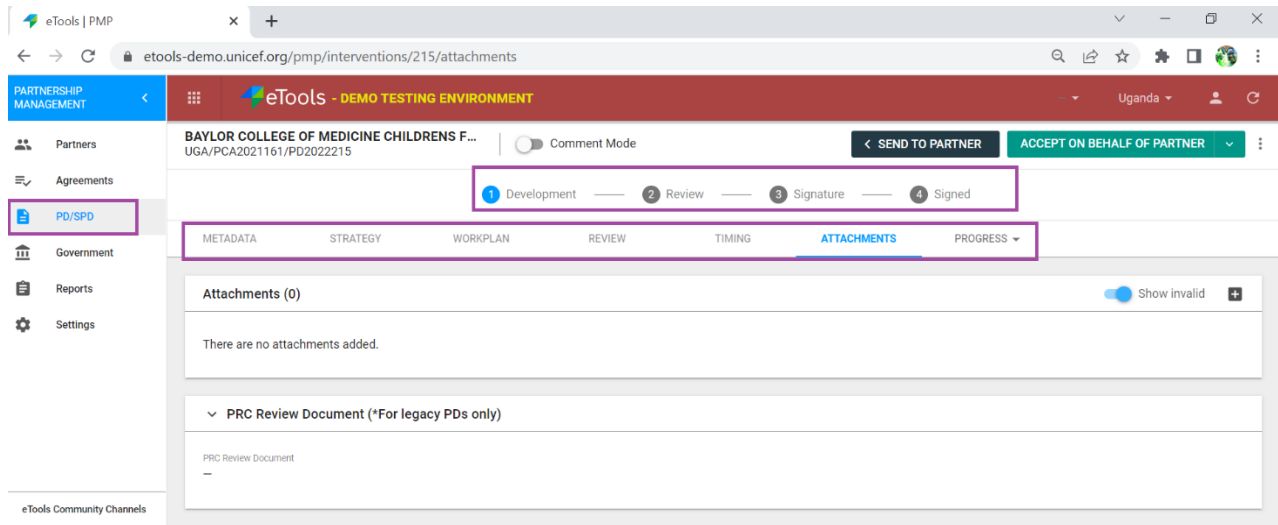 eTools | PMP
etools-demo.unicef.org/pmp/interventions/215/attachments
PARTNERSHIP
MANAGEMENT
eTools - DEMO TESTING ENVIRONMENT
Uganda
Partners
Agreements
PD/SPD
Government
Reports
Settings
eTools Community Channels
BAYLOR COLLEGE OF MEDICINE CHILDRENS F...
UGA/PCA2021161/PD2022215
Comment Mode
SEND TO PARTNER
ACCEPT ON BEHALF OF PARTNER
1 Development 2 Review 3 Signature 4 Signed
METADATA STRATEGY WORKPLAN REVIEW TIMING ATTACHMENTS PROGRESS
Attachments (0) Show invalid
There are no attachments added.
PRC Review Document (*For legacy PDs only)
PRC Review Document
—